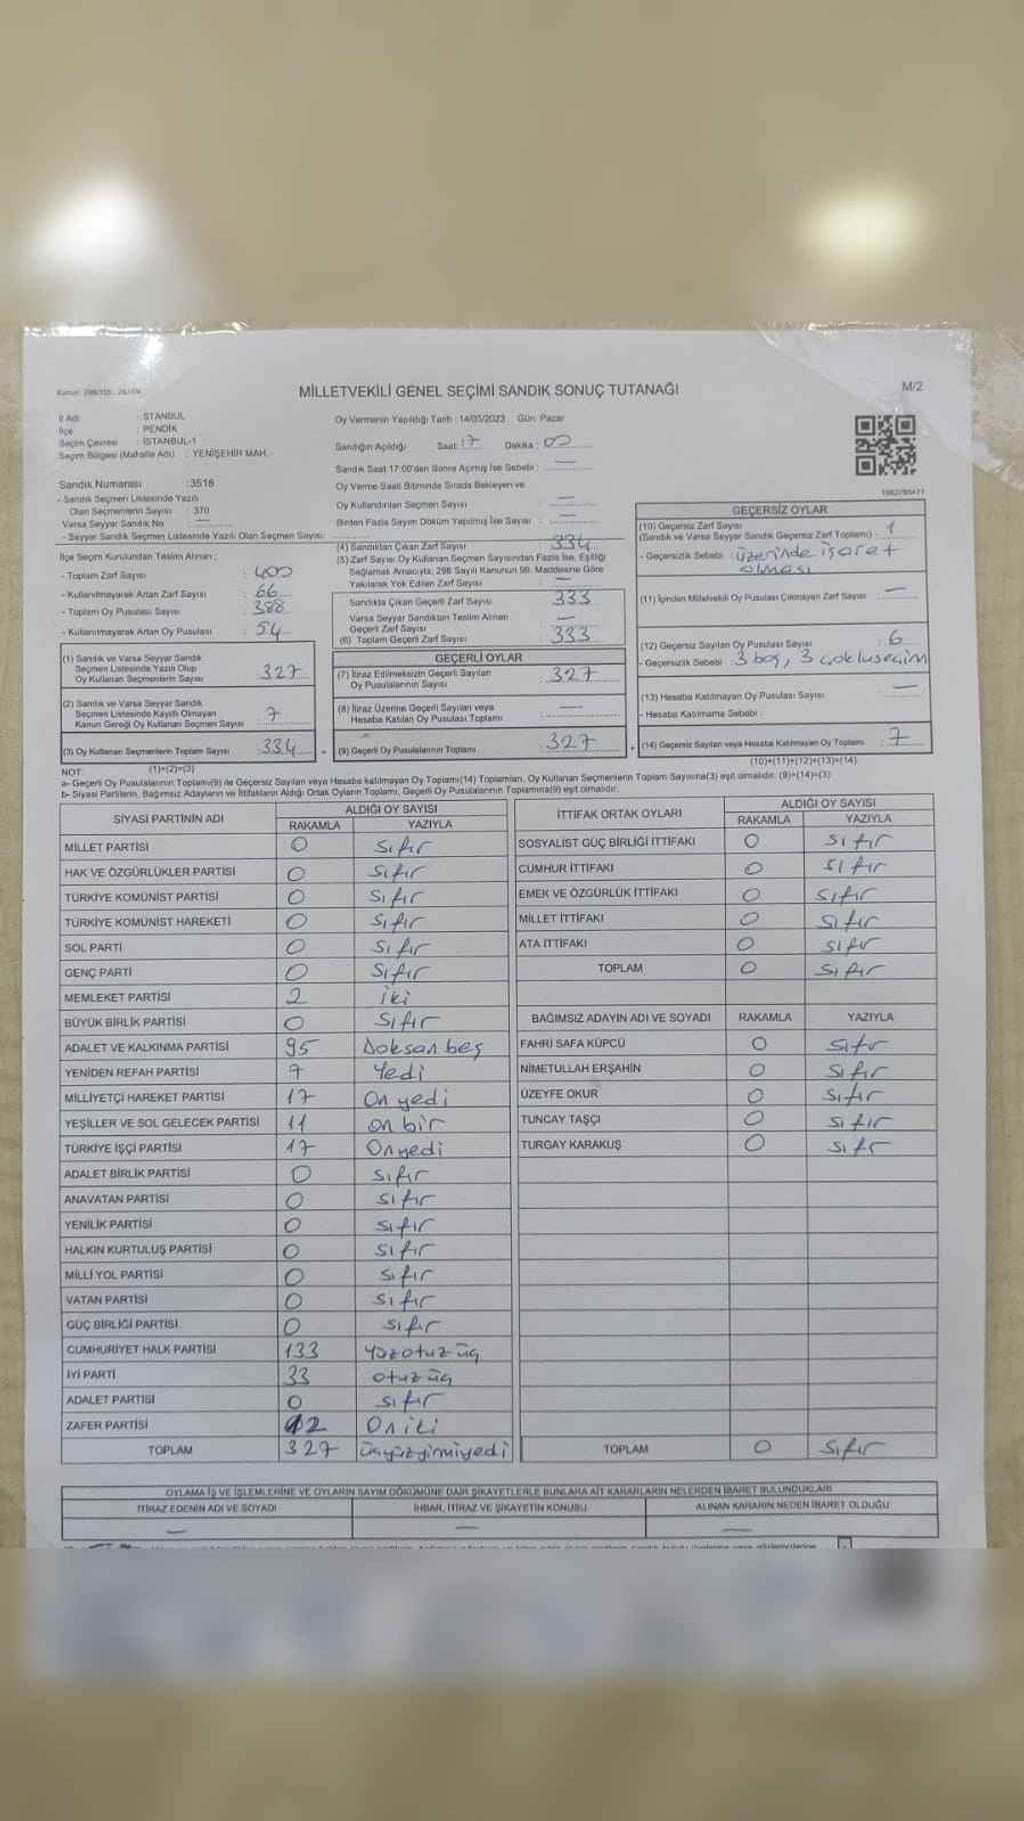 MİLLETVEKİLİ GENEL SEÇİMİ SANDIK SONUÇ TUTANAĞI
M/2
İl Adı : İSTANBUL
İlçe : PENDİK
Seçim Çevresi : İSTANBUL-1
Seçim Bölgesi (Mahalle Adı) : YENİŞEHİR MAH.
Sandık Numarası :3518
- Sandık Seçmen Listesinde Yazılı
Olan Seçmenlerin Sayısı : 370
Varsa Seyyar Sandık No : —
- Seyyar Sandık Seçmen Listesinde Yazılı Olan Seçmen Sayısı:
Oy Vermenin Yapıldığı Tarih : 14/05/2023 Gün: Pazar
Sandığın Açıldığı Saat: 17 Dakika : 00
Sandık Saat 17:00'den Sonra Açılmış İse Sebebi : —
Oy Verme Saati Bitiminde Sırada Bekleyen ve
Oy Kullandırılan Seçmen Sayısı : —
Birden Fazla Sayım Döküm Yapılmış İse Sayısı : —
İlçe Seçim Kurulundan Teslim Alınan ;
- Toplam Zarf Sayısı : 400
- Kullanılmayarak Artan Zarf Sayısı : 66
- Toplam Oy Pusulası Sayısı : 388
- Kullanılmayarak Artan Oy Pusulası : 54
(1) Sandık ve Varsa Seyyar Sandık
Seçmen Listesinde Yazılı Olup
Oy Kullanan Seçmenlerin Sayısı : 327
(2) Sandık ve Varsa Seyyar Sandık
Seçmen Listesinde Kayıtlı Olmayan
Kanun Gereği Oy Kullanan Seçmen Sayısı : 7
(3) Oy Kullanan Seçmenlerin Toplam Sayısı : 334
(1)+(2)=(3)
(4) Sandıktan Çıkan Zarf Sayısı : 334
(5) Zarf Sayısı Oy Kullanan Seçmen Sayısından Fazla İse, Eşitliği
Sağlamak Amacıyla; 298 Sayılı Kanunun 98. Maddesine Göre
Yakılarak Yok Edilen Zarf Sayısı : —
Sandıkta Çıkan Geçerli Zarf Sayısı : 333
Varsa Seyyar Sandıktan Teslim Alınan
Geçerli Zarf Sayısı : —
(6) Toplam Geçerli Zarf Sayısı : 333
GEÇERLİ OYLAR
(7) İtiraz Edilmeksizin Geçerli Sayılan
Oy Pusulalarının Sayısı : 327
(8) İtiraz Üzerine Geçerli Sayılan veya
Hesaba Katılan Oy Pusulası Toplamı : —
(9) Geçerli Oy Pusulalarının Toplamı : 327
GEÇERSİZ OYLAR
(10) Geçersiz Zarf Sayısı : 1
(Sandık ve Varsa Seyyar Sandık Geçersiz Zarf Toplamı)
- Geçersizlik Sebebi : üzerinde işaret
olması
(11) İçinden Milletvekili Oy Pusulası Çıkmayan Zarf Sayısı : —
(12) Geçersiz Sayılan Oy Pusulası Sayısı : 6
- Geçersizlik Sebebi : 3 boş, 3 çoklu seçim
(13) Hesaba Katılmayan Oy Pusulası Sayısı : —
- Hesaba Katılmama Sebebi :
(14) Geçersiz Sayılan veya Hesaba Katılmayan Oy Toplamı : 7
(10)+(11)+(12)+(13)=(14)
NOT:
a- Geçerli Oy Pusulalarının Toplamı(9) ile Geçersiz Sayılan veya Hesaba katılmayan Oy Toplamı(14) Toplamları, Oy Kullanan Seçmenlerin Toplam Sayısına(3) eşit olmalıdır. (9)+(14)=(3)
b- Siyasi Partilerin, Bağımsız Adayların ve İttifakların Aldığı Ortak Oyların Toplamı, Geçerli Oy Pusulalarının Toplamına(9) eşit olmalıdır.
SİYASİ PARTİNİN ADI ALDIĞI OY SAYISI
RAKAMLA YAZIYLA
MİLLET PARTİSİ 0 sıfır
HAK VE ÖZGÜRLÜKLER PARTİSİ 0 sıfır
TÜRKİYE KOMÜNİST PARTİSİ 0 sıfır
TÜRKİYE KOMÜNİST HAREKETİ 0 sıfır
SOL PARTİ 0 sıfır
GENÇ PARTİ 0 sıfır
MEMLEKET PARTİSİ 2 iki
BÜYÜK BİRLİK PARTİSİ 0 sıfır
ADALET VE KALKINMA PARTİSİ 95 Doksan beş
YENİDEN REFAH PARTİSİ 7 Yedi
MİLLİYETÇİ HAREKET PARTİSİ 17 On yedi
YEŞİLLER VE SOL GELECEK PARTİSİ 11 on bir
TÜRKİYE İŞÇİ PARTİSİ 17 Onyedi
ADALET BİRLİK PARTİSİ 0 sıfır
ANAVATAN PARTİSİ 0 sıfır
YENİLİK PARTİSİ 0 sıfır
HALKIN KURTULUŞ PARTİSİ 0 sıfır
MİLLİ YOL PARTİSİ 0 sıfır
VATAN PARTİSİ 0 sıfır
GÜÇ BİRLİĞİ PARTİSİ 0 sıfır
CUMHURİYET HALK PARTİSİ 133 Yüzotuzüç
İYİ PARTİ 33 otuzüç
ADALET PARTİSİ 0 sıfır
ZAFER PARTİSİ 12 Oniki
TOPLAM 327 üçyüzyirmiyedi
İTTİFAK ORTAK OYLARI ALDIĞI OY SAYISI
RAKAMLA YAZIYLA
SOSYALİST GÜÇ BİRLİĞİ İTTİFAKI 0 sıfır
CUMHUR İTTİFAKI 0 sıfır
EMEK VE ÖZGÜRLÜK İTTİFAKI 0 sıfır
MİLLET İTTİFAKI 0 sıfır
ATA İTTİFAKI 0 sıfır
TOPLAM 0 sıfır
BAĞIMSIZ ADAYIN ADI VE SOYADI RAKAMLA YAZIYLA
FAHRİ SAFA KÜPCÜ 0 sıfır
NİMETULLAH ERŞAHİN 0 sıfır
ÜZEYFE OKUR 0 sıfır
TUNCAY TAŞÇI 0 sıfır
TURGAY KARAKUŞ 0 sıfır
TOPLAM 0 sıfır
OYLAMA İŞ VE İŞLEMLERİNE VE OYLARIN SAYIM DÖKÜMÜNE DAİR ŞİKAYETLERLE BUNLARA AİT KARARLARIN NELERDEN İBARET BULUNDUKLARI
İTİRAZ EDENİN ADI VE SOYADI İHBAR, İTİRAZ VE ŞİKAYETİN KONUSU ALINAN KARARIN NEDEN İBARET OLDUĞU
— — —